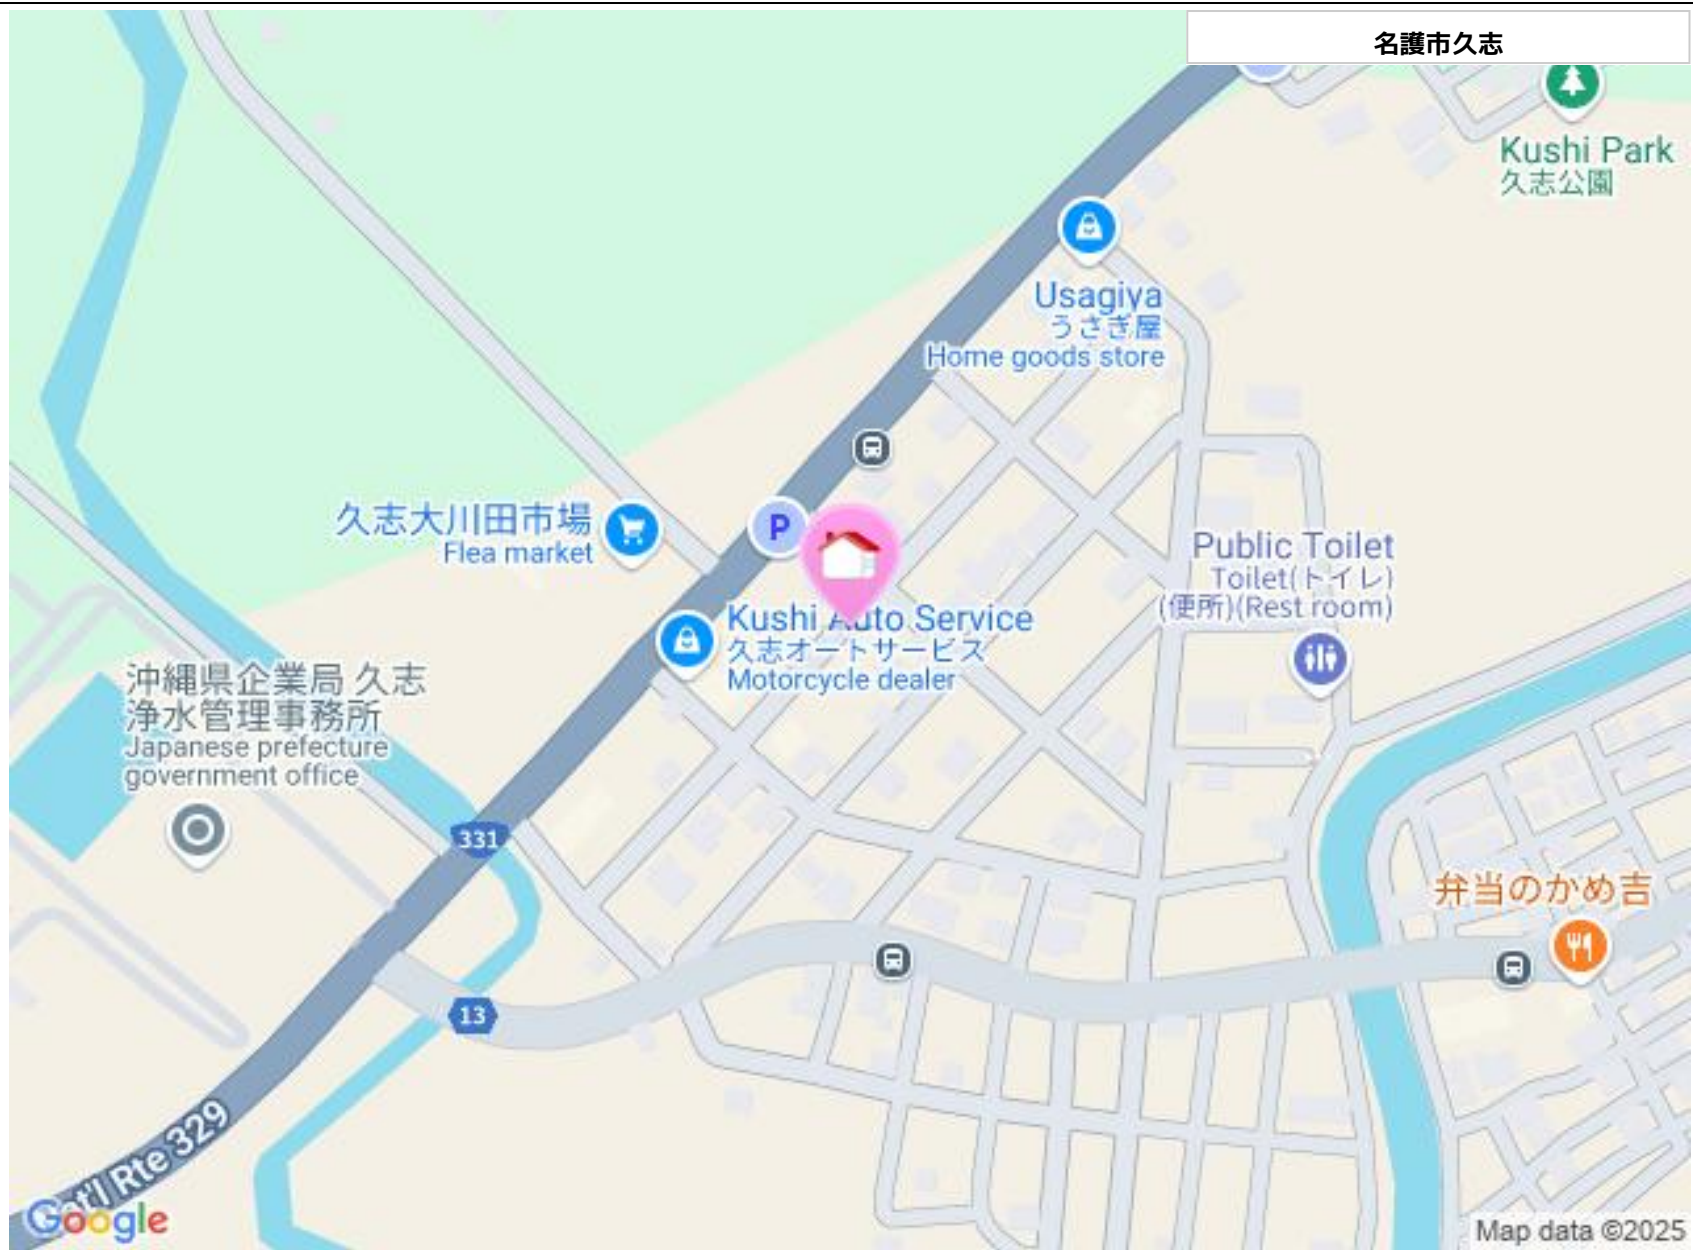 名護市久志
Kushi Park
久志公園
Usagiya
うさぎ屋
Home goods store
久志大川田市場
Flea market
P
Public Toilet
Toilet(トイレ)
(便所)(Rest room)
Kushi Auto Service
久志オートサービス
Motorcycle dealer
沖縄県企業局 久志
浄水管理事務所
Japanese prefecture
government office
331
弁当のかめ吉
13
Nat'l Rte 329
Google
Map data ©2025